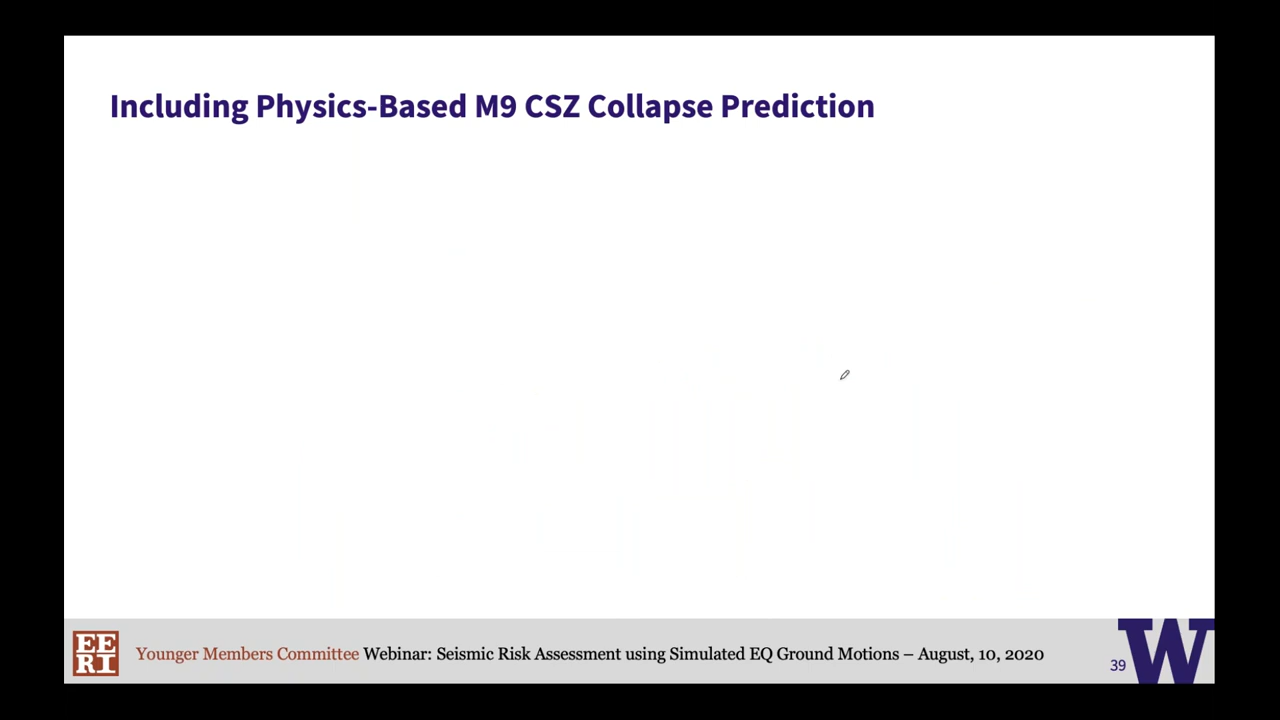 Including Physics-Based M9 CSZ Collapse Prediction
EE
RI
Younger Members Committee Webinar: Seismic Risk Assessment using Simulated EQ Ground Motions – August, 10, 2020
39
W